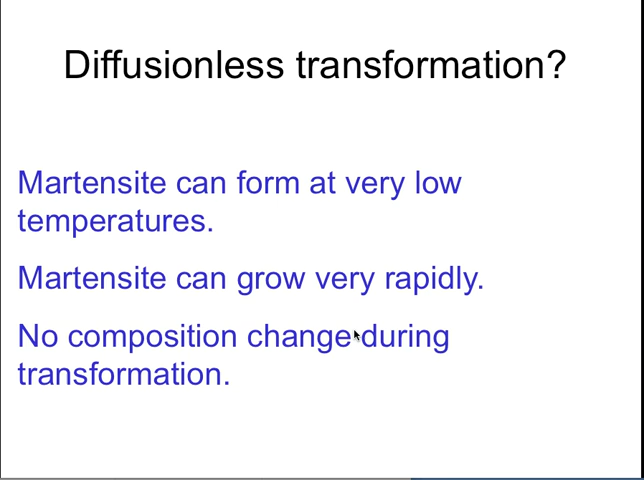 Diffusionless transformation?
Martensite can form at very low
temperatures.
Martensite can grow very rapidly.
No composition change during
transformation.